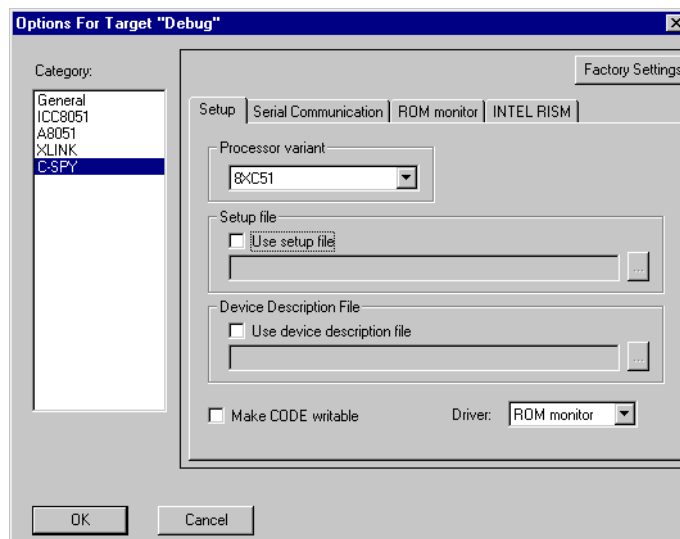 Options For Target "Debug"
Category:
Factory Settings
General
ICC8051
A8051
XLINK
C-SPY
Setup
Serial Communication
ROM monitor
INTEL RISM
Processor variant
8XC51
Setup file
Use setup file
...
Device Description File
Use device description file
...
Make CODE writable
Driver:
ROM monitor
OK
Cancel